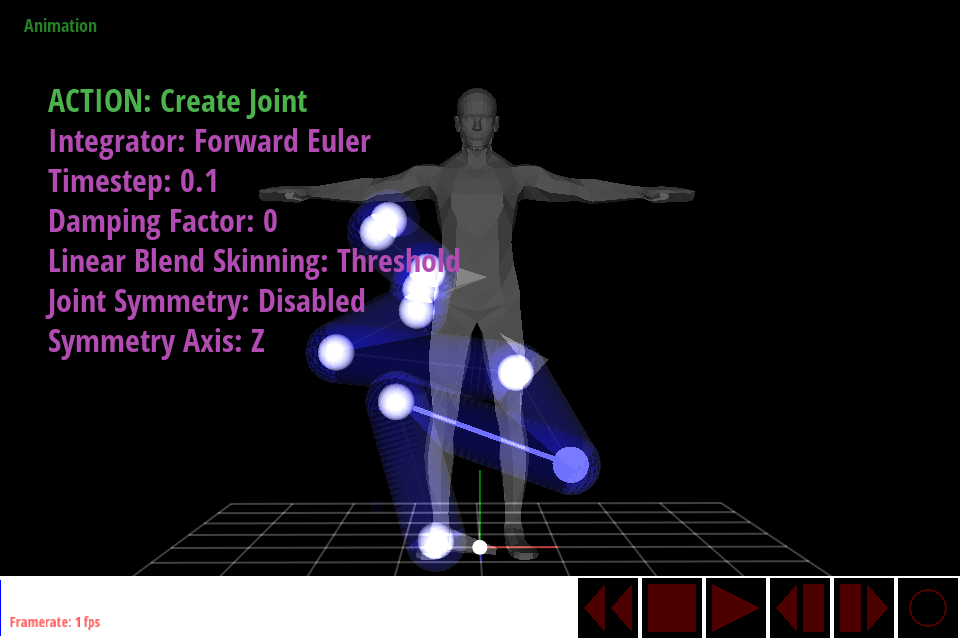 Animation
ACTION: Create Joint
Integrator: Forward Euler
Timestep: 0.1
Damping Factor: 0
Linear Blend Skinning: Threshold
Joint Symmetry: Disabled
Symmetry Axis: Z
Framerate: 1 fps